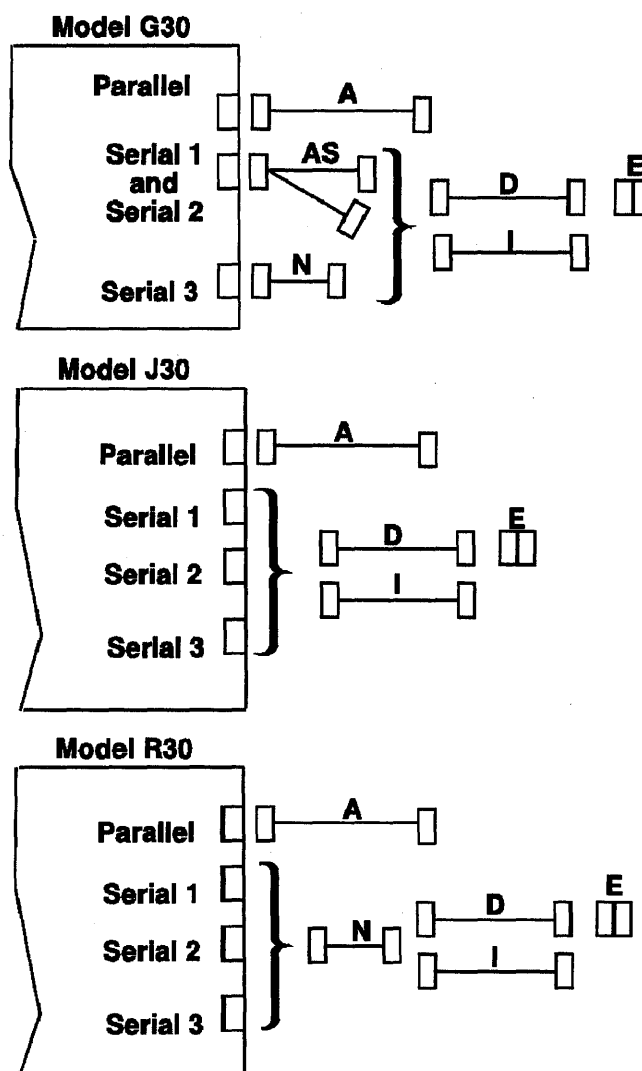 Model G30
Parallel
A
Serial 1
and
Serial 2
AS
D
E
I
Serial 3
N
Model J30
Parallel
A
Serial 1
Serial 2
Serial 3
D
E
I
Model R30
Parallel
A
Serial 1
Serial 2
Serial 3
N
D
E
I